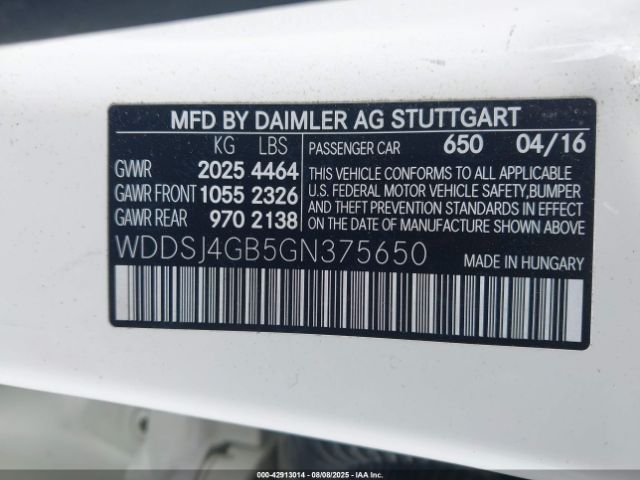 MFD BY DAIMLER AG STUTTGART
KG LBS
GVWR 2025 4464
GAWR FRONT 1055 2326
GAWR REAR 970 2138
PASSENGER CAR 650 04/16
THIS VEHICLE CONFORMS TO ALL APPLICABLE
U.S. FEDERAL MOTOR VEHICLE SAFETY,BUMPER
AND THEFT PREVENTION STANDARDS IN EFFECT
ON THE DATE OF MANUFACTURE SHOWN ABOVE
WDDSJ4GB5GN375650
MADE IN HUNGARY
000-42913014 - 08/08/2025 - IAAI